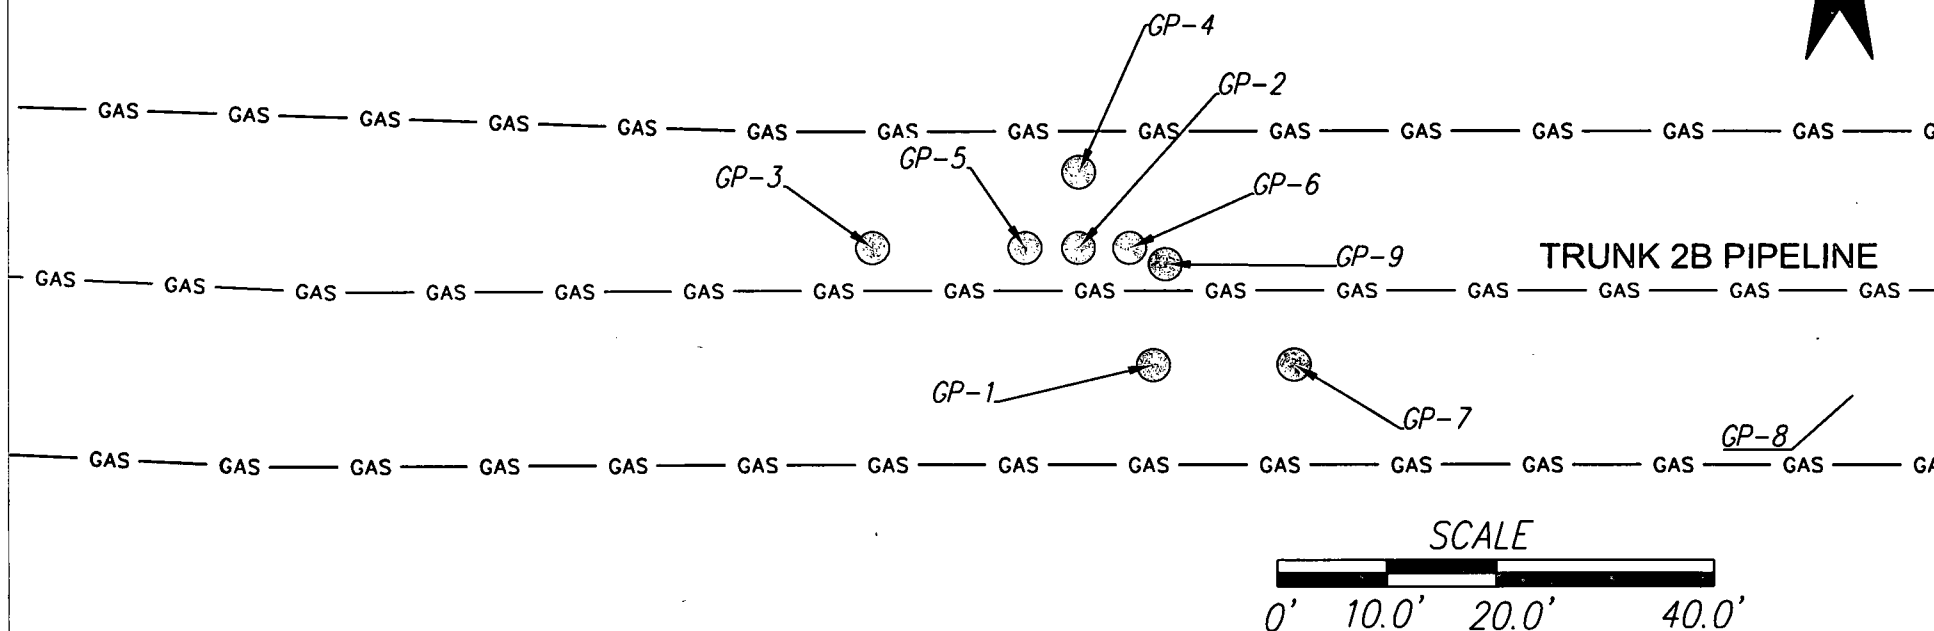 GP-4
GP-2
GAS GAS GAS GAS GAS GAS GAS GAS GAS GAS GAS GAS GAS GAS
GP-5
GP-3
GP-6
GP-9
TRUNK 2B PIPELINE
GAS GAS GAS GAS GAS GAS GAS GAS GAS GAS GAS GAS GAS GAS GAS
GP-1
GP-7
GP-8
GAS GAS GAS GAS GAS GAS GAS GAS GAS GAS GAS GAS GAS GAS
SCALE
0' 10.0' 20.0' 40.0'